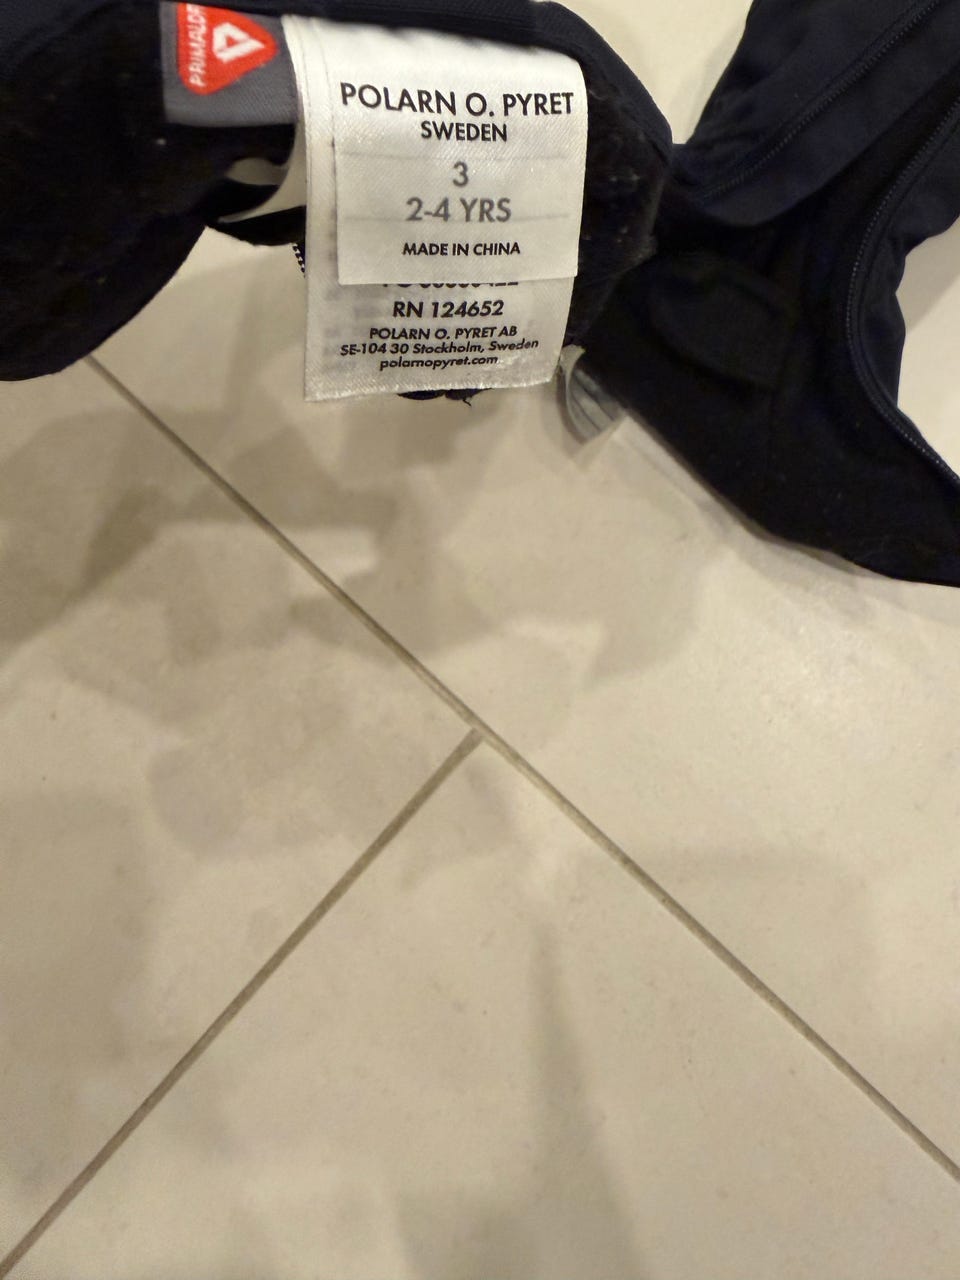 PRIMALOFT
POLARN O. PYRET
SWEDEN
3
2-4 YRS
MADE IN CHINA
RN 124652
POLARN O. PYRET AB
SE-104 30 Stockholm, Sweden
polarnopyret.com